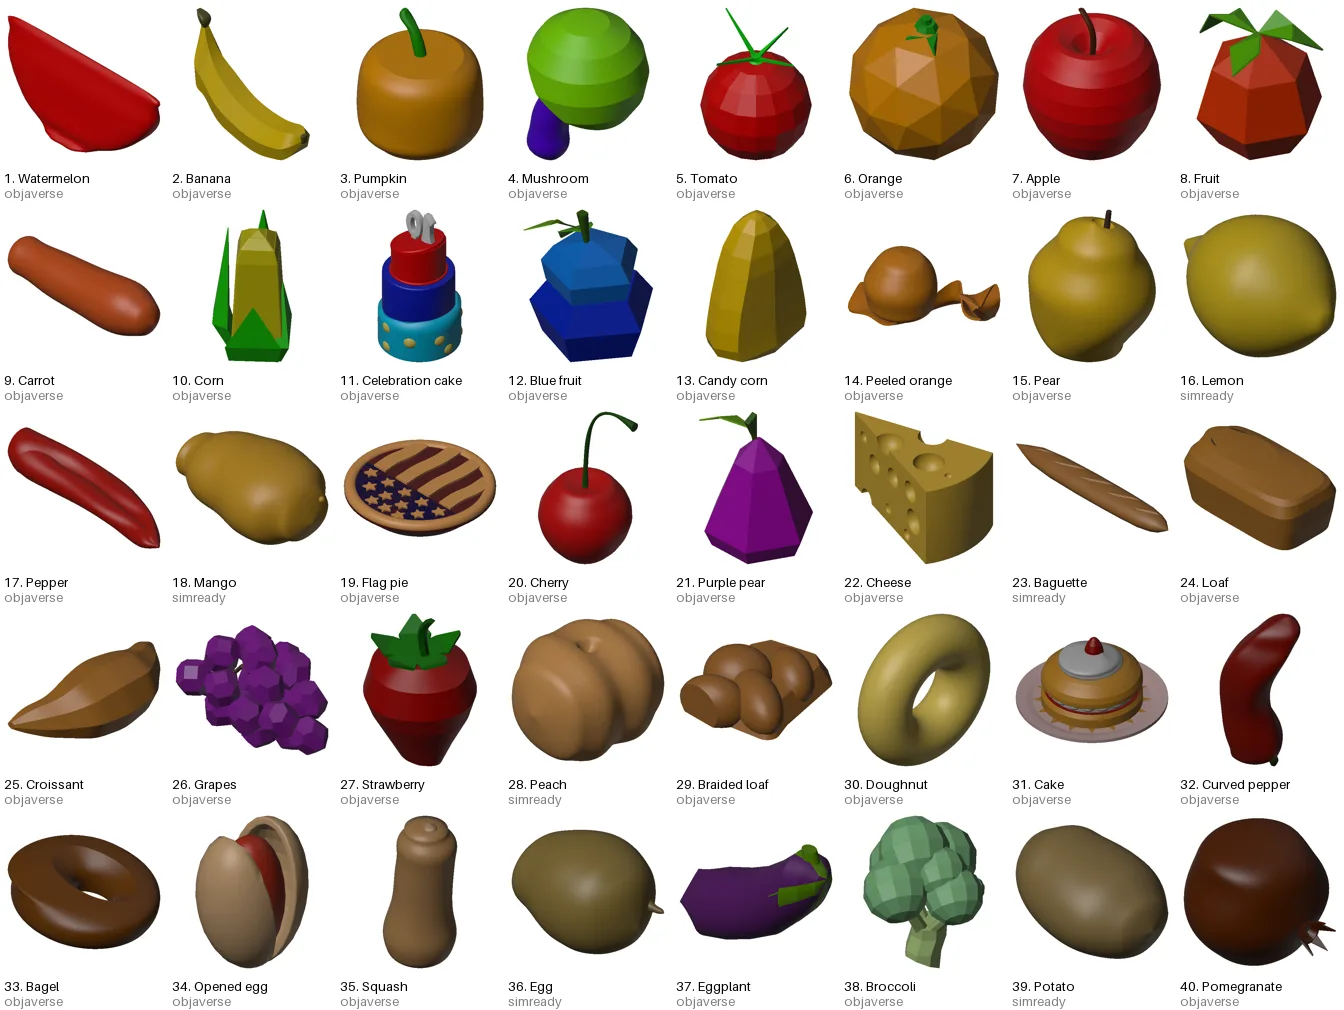 1. Watermelon
objaverse
2. Banana
objaverse
3. Pumpkin
objaverse
4. Mushroom
objaverse
5. Tomato
objaverse
6. Orange
objaverse
7. Apple
objaverse
8. Fruit
objaverse
9. Carrot
objaverse
10. Corn
objaverse
11. Celebration cake
objaverse
12. Blue fruit
objaverse
13. Candy corn
objaverse
14. Peeled orange
objaverse
15. Pear
objaverse
16. Lemon
simready
17. Pepper
objaverse
18. Mango
simready
19. Flag pie
objaverse
20. Cherry
objaverse
21. Purple pear
objaverse
22. Cheese
objaverse
23. Baguette
simready
24. Loaf
objaverse
25. Croissant
objaverse
26. Grapes
objaverse
27. Strawberry
objaverse
28. Peach
simready
29. Braided loaf
objaverse
30. Doughnut
objaverse
31. Cake
objaverse
32. Curved pepper
objaverse
33. Bagel
objaverse
34. Opened egg
objaverse
35. Squash
objaverse
36. Egg
simready
37. Eggplant
objaverse
38. Broccoli
objaverse
39. Potato
simready
40. Pomegranate
objaverse